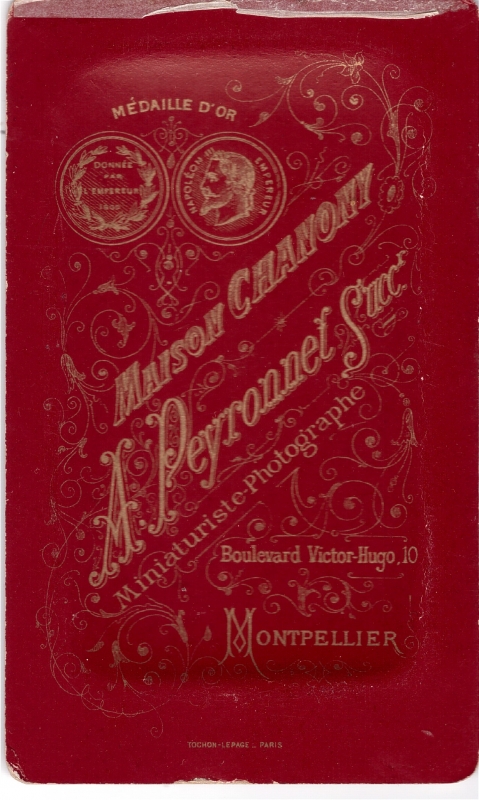 MÉDAILLE D'OR
DONNÉE
PAR
L'EMPEREUR
NAPOLÉON III EMPEREUR
MAISON CHANONY
A. Peyronnet Succr
Miniaturiste-Photographe
Boulevard Victor-Hugo, 10
MONTPELLIER
TOCHON-LEPAGE _ PARIS